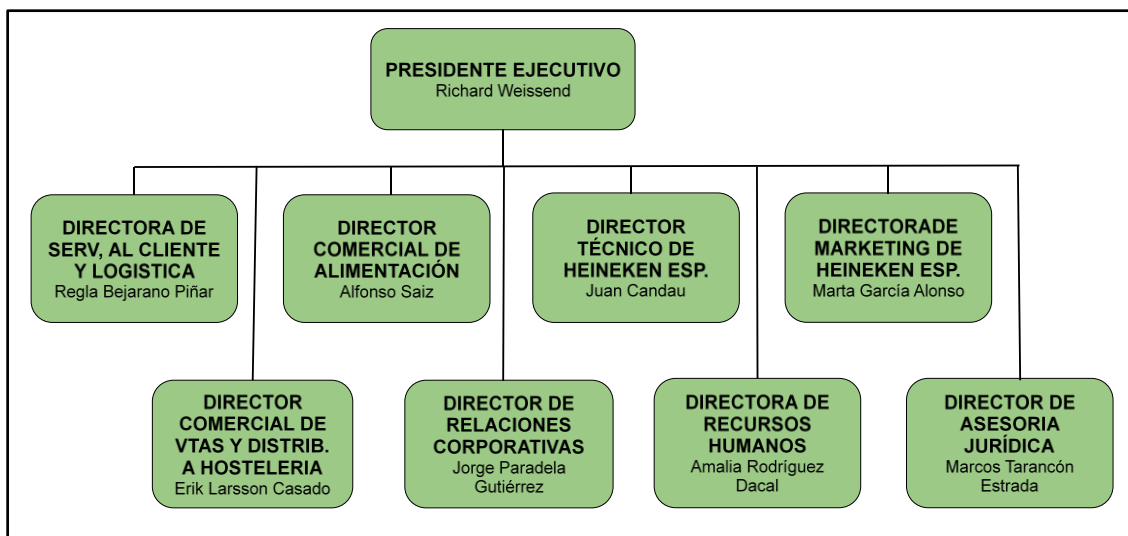 PRESIDENTE EJECUTIVO
Richard Weissend
DIRECTORA DE
SERV, AL CLIENTE
Y LOGISTICA
Regla Bejarano Piñar
DIRECTOR
COMERCIAL DE
ALIMENTACIÓN
Alfonso Saiz
DIRECTOR
TÉCNICO DE
HEINEKEN ESP.
Juan Candau
DIRECTORADE
MARKETING DE
HEINEKEN ESP.
Marta García Alonso
DIRECTOR
COMERCIAL DE
VTAS Y DISTRIB.
A HOSTELERIA
Erik Larsson Casado
DIRECTOR DE
RELACIONES
CORPORATIVAS
Jorge Paradela
Gutiérrez
DIRECTORA DE
RECURSOS
HUMANOS
Amalia Rodríguez
Dacal
DIRECTOR DE
ASESORIA
JURÍDICA
Marcos Tarancón
Estrada